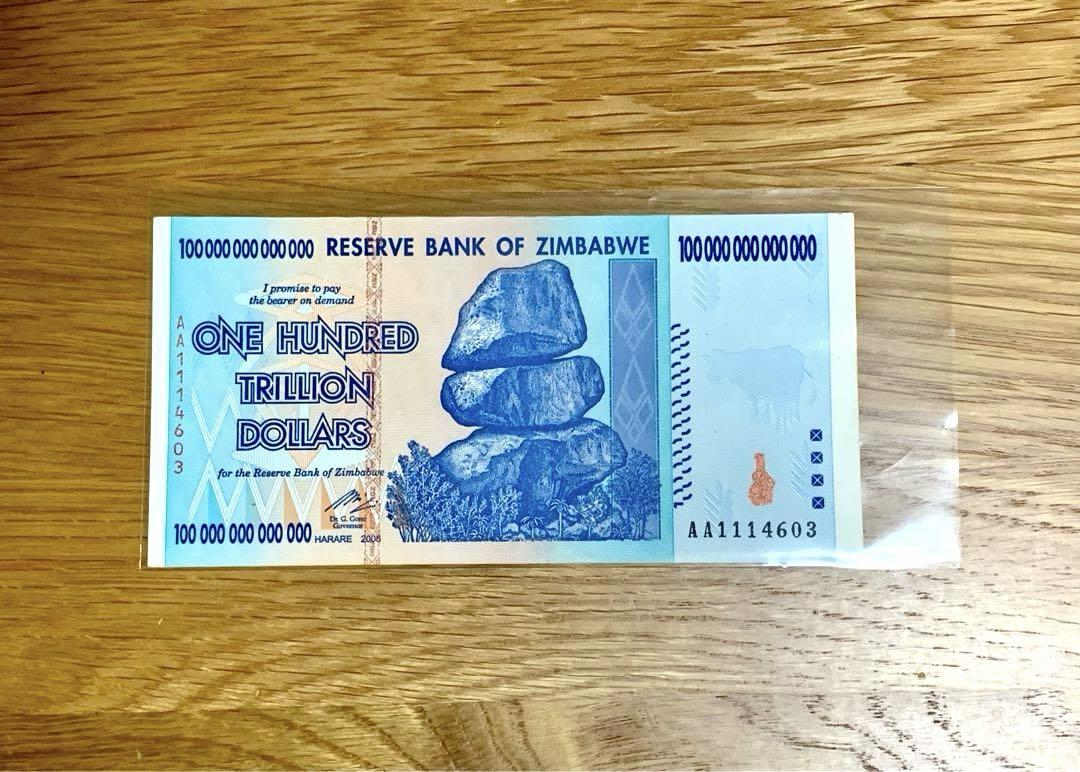 100 000 000 000 000 RESERVE BANK OF ZIMBABWE 100 000 000 000 000
I promise to pay
the bearer on demand
ONE HUNDRED
TRILLION
DOLLARS
for the Reserve Bank of Zimbabwe
Dr. G. Gono
Governor
100 000 000 000 000 HARARE 2008
AA1114603
AA1114603